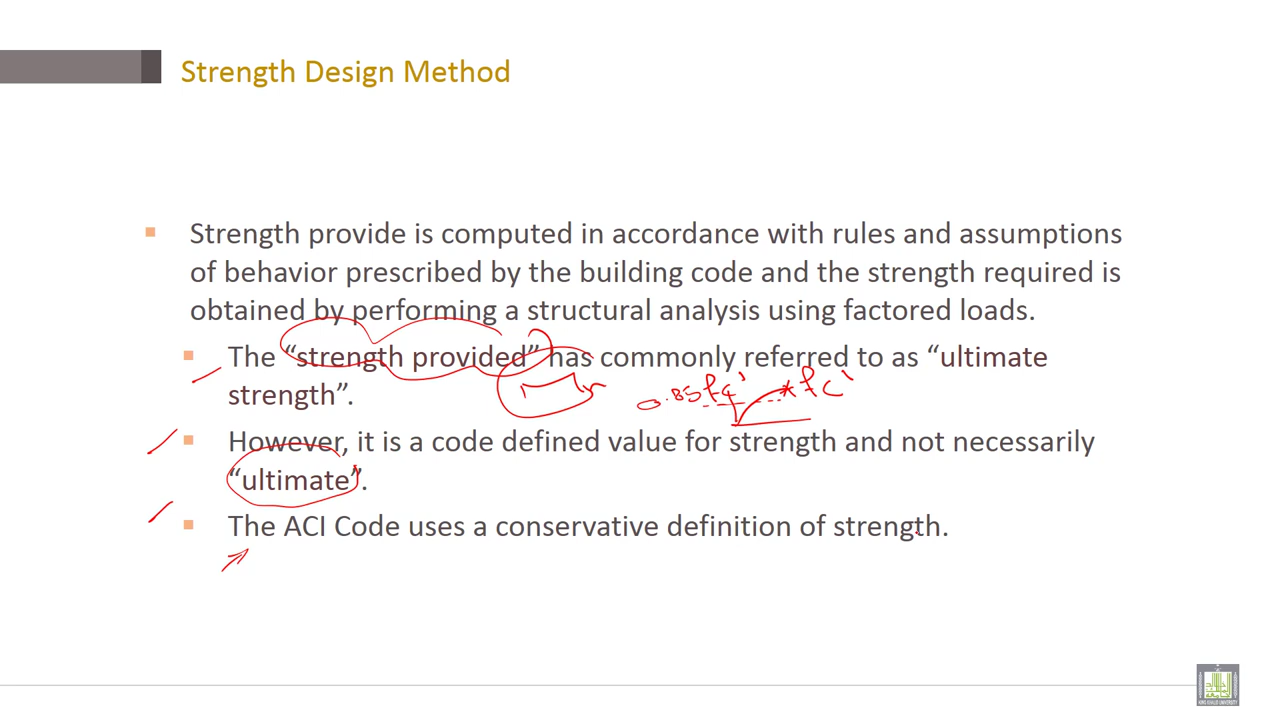 Strength Design Method
Strength provide is computed in accordance with rules and assumptions
of behavior prescribed by the building code and the strength required is
obtained by performing a structural analysis using factored loads.
The “strength provided” has commonly referred to as “ultimate
strength”.
0.85fc' fc'
However, it is a code defined value for strength and not necessarily
“ultimate”.
The ACI Code uses a conservative definition of strength.
KING KHALID UNIVERSITY